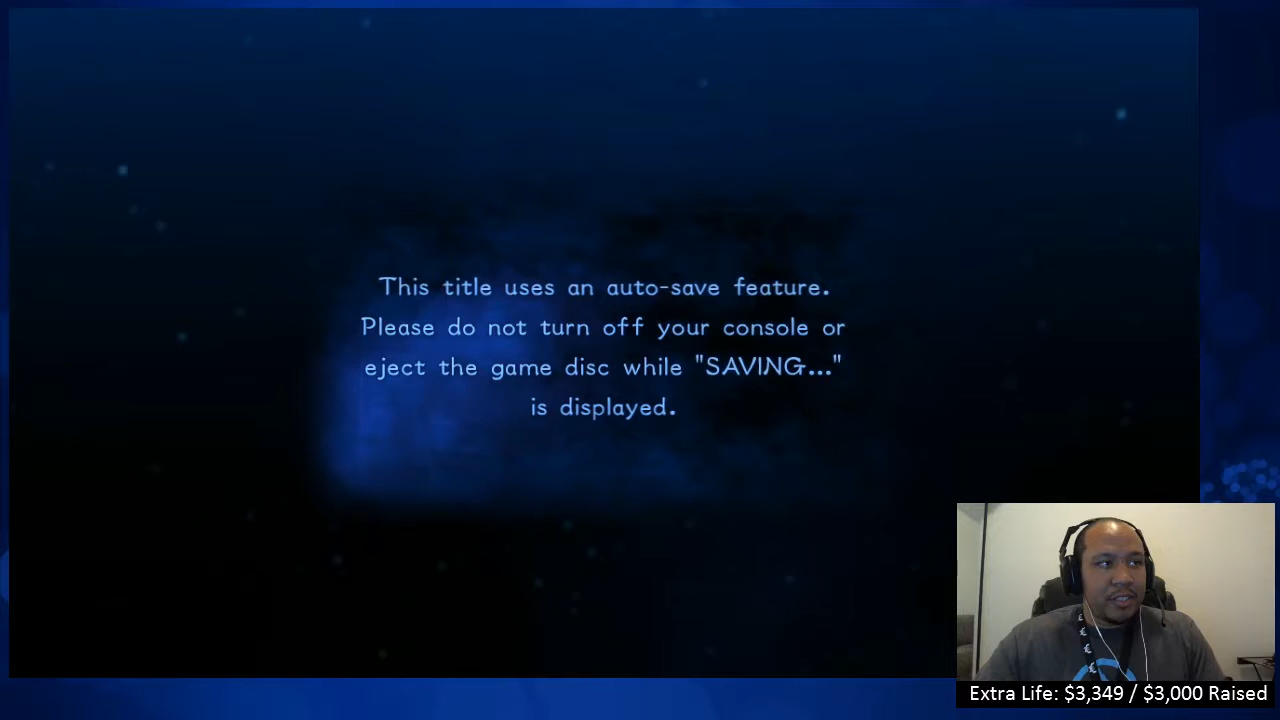 This title uses an auto-save feature.
Please do not turn off your console or
eject the game disc while "SAVING..."
is displayed.
Extra Life: $3,349 / $3,000 Raised